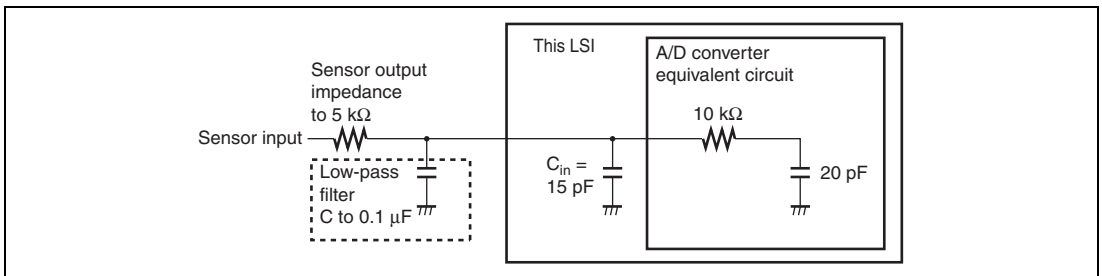 This LSI
A/D converter
equivalent circuit
Sensor output
impedance
to 5 kΩ
10 kΩ
Sensor input
Low-pass
filter
C to 0.1 μF
Cin =
15 pF
20 pF